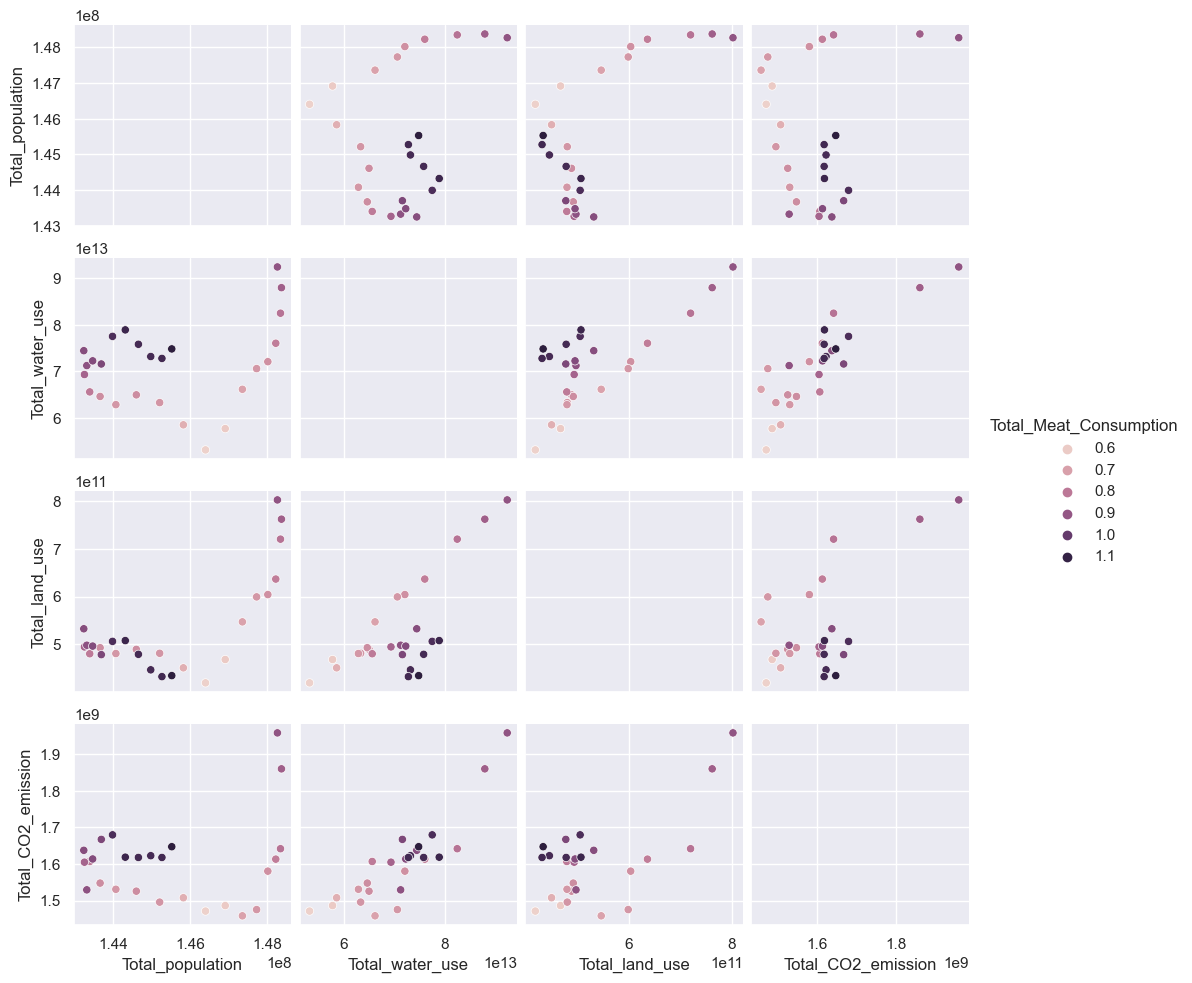 1e8
1.48
1.47
1.46
1.45
1.44
1.43
Total_population
1e13
9
8
7
6
Total_water_use
1e11
8
7
6
5
Total_land_use
1e9
1.9
1.8
1.7
1.6
1.5
Total_CO2_emission
1.44 1.46 1.48
Total_population 1e8
6 8
Total_water_use 1e13
6 8
Total_land_use 1e11
1.6 1.8
Total_CO2_emission 1e9
Total_Meat_Consumption
0.6
0.7
0.8
0.9
1.0
1.1